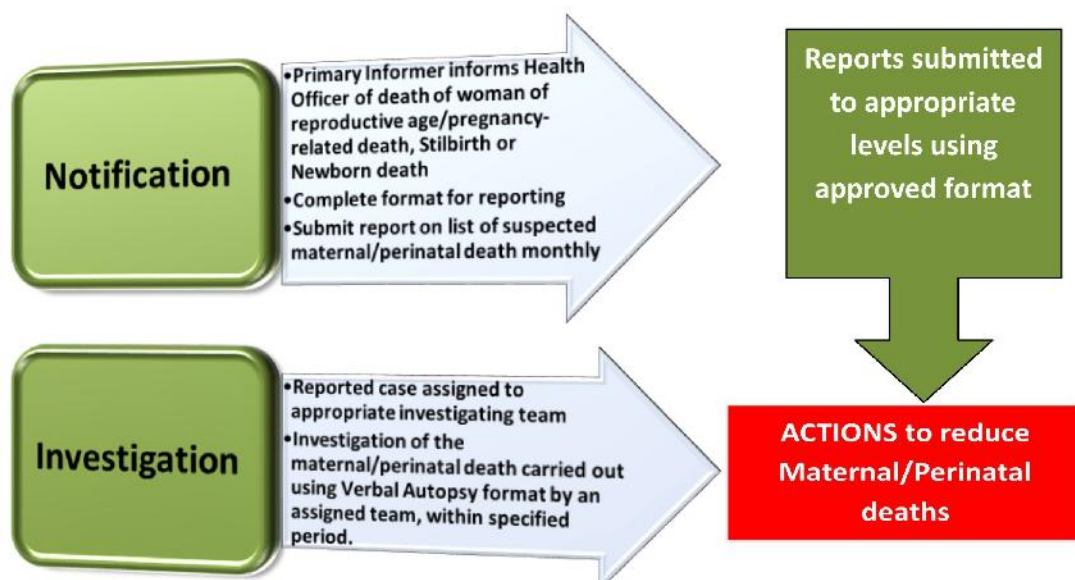 Notification
•Primary Informer informs Health
Officer of death of woman of
reproductive age/pregnancy-
related death, Stilbirth or
Newborn death
•Complete format for reporting
•Submit report on list of suspected
maternal/perinatal death monthly
Reports submitted
to appropriate
levels using
approved format
Investigation
•Reported case assigned to
appropriate investigating team
•Investigation of the
maternal/perinatal death carried out
using Verbal Autopsy format by an
assigned team, within specified
period.
ACTIONS to reduce
Maternal/Perinatal
deaths